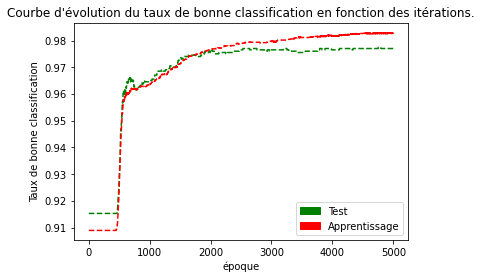 Courbe d'évolution du taux de bonne classification en fonction des itérations.
0.98
0.97
0.96
0.95
0.94
0.93
0.92
0.91
Taux de bonne classification
Test
Apprentissage
0
1000
2000
3000
4000
5000
époque